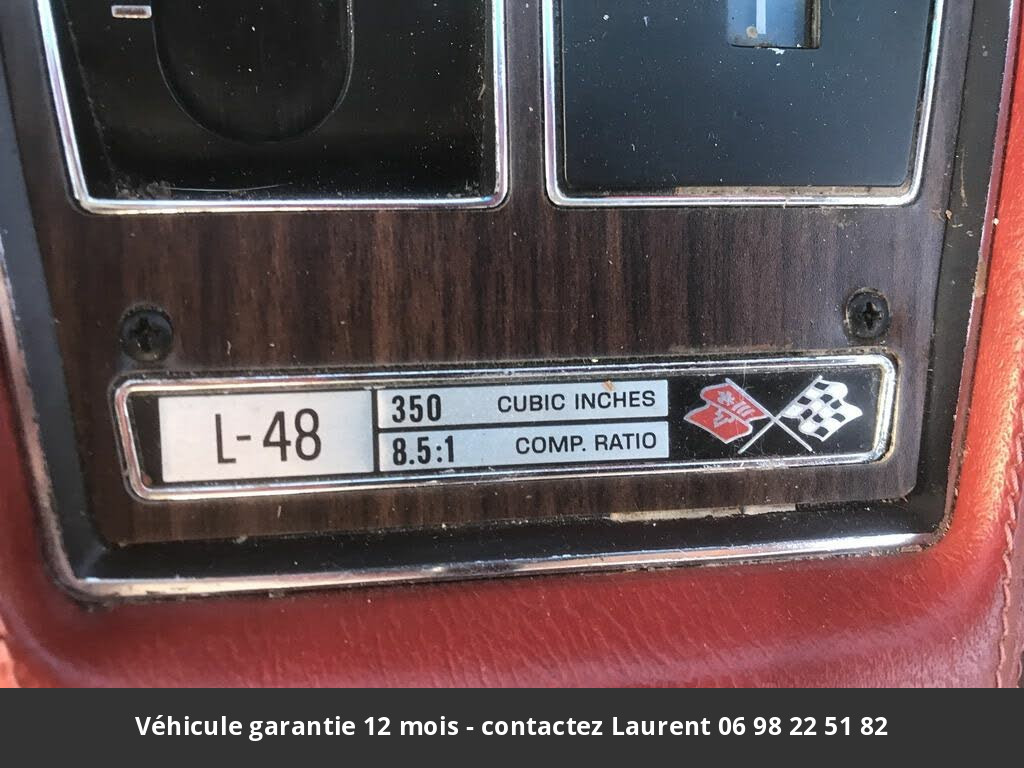 L-48
350 CUBIC INCHES
8.5:1 COMP. RATIO
Véhicule garantie 12 mois - contactez Laurent 06 98 22 51 82